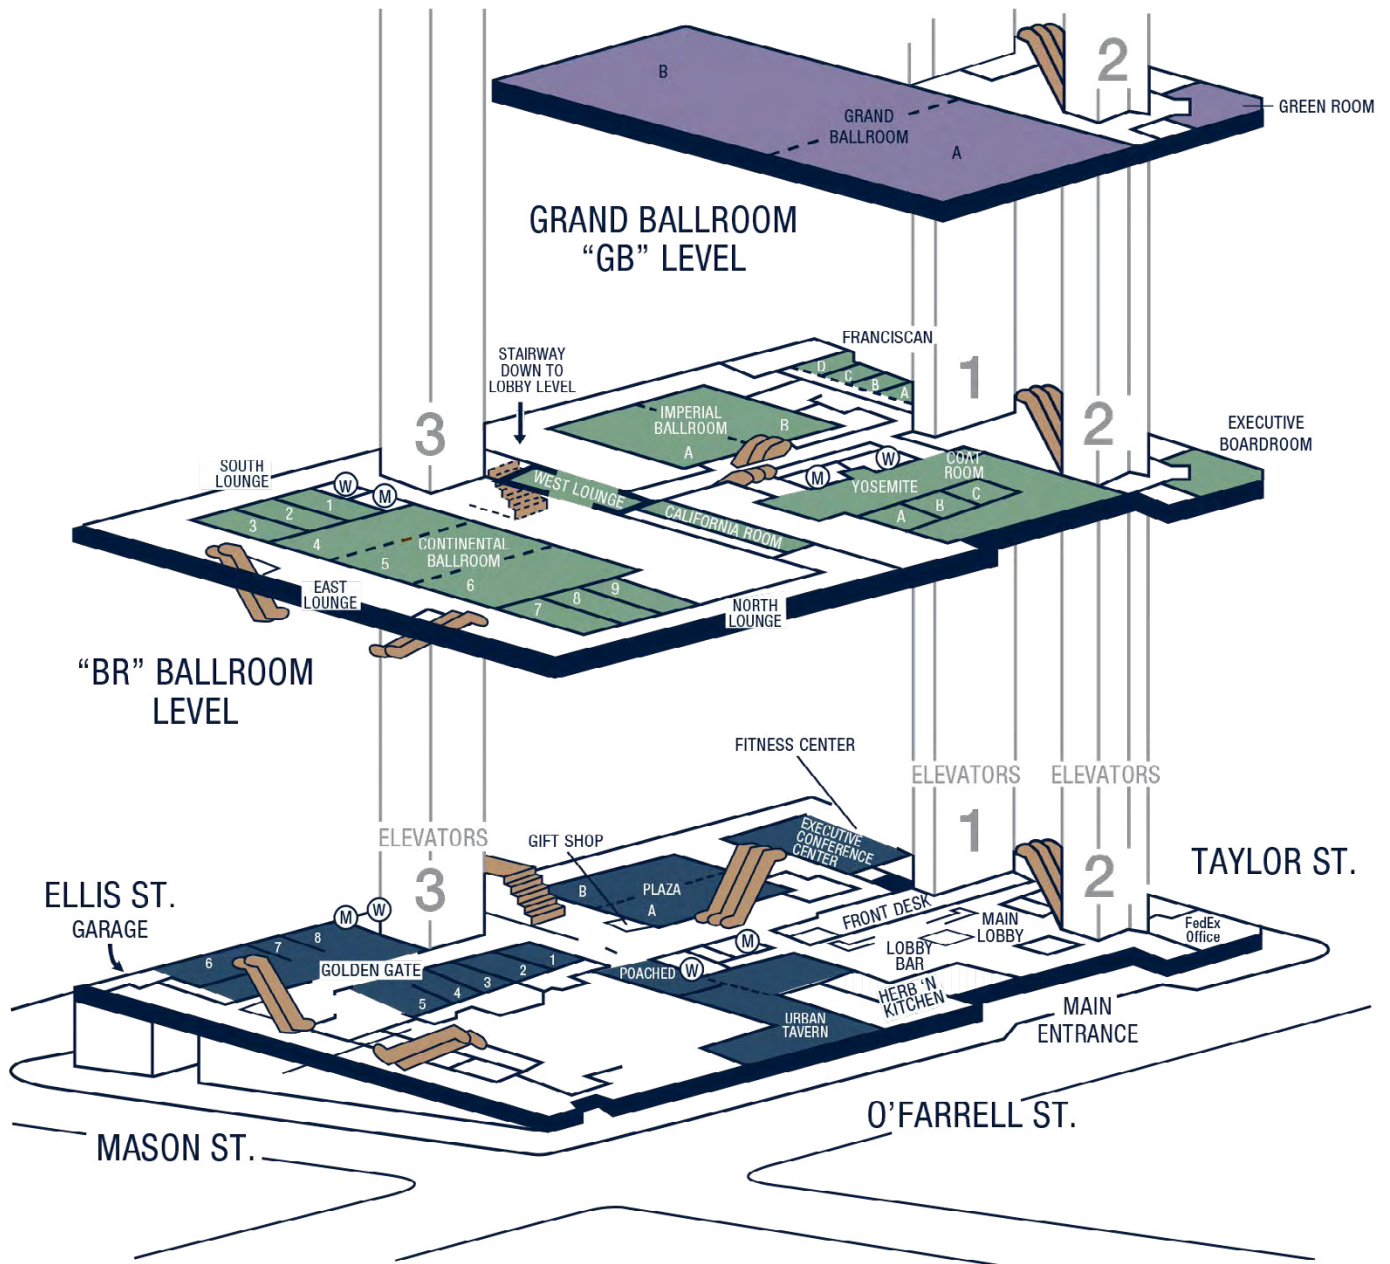 2
B
GREEN ROOM
GRAND
BALLROOM
A
GRAND BALLROOM
“GB” LEVEL
FRANCISCAN
D
C
B
A
1
STAIRWAY
DOWN TO
LOBBY LEVEL
3
IMPERIAL
BALLROOM
B
A
2
EXECUTIVE
BOARDROOM
SOUTH
LOUNGE
W
M
WEST LOUNGE
CALIFORNIA ROOM
M
W
COAT
ROOM
YOSEMITE
A
B
C
1
2
3
4
5
6
CONTINENTAL
BALLROOM
7
8
9
EAST
LOUNGE
NORTH
LOUNGE
“BR” BALLROOM
LEVEL
FITNESS CENTER
ELEVATORS
ELEVATORS
1
2
ELEVATORS
3
GIFT SHOP
EXECUTIVE
CONFERENCE
CENTER
TAYLOR ST.
ELLIS ST.
GARAGE
M
W
B
PLAZA
A
FRONT DESK
MAIN
LOBBY
FedEx
Office
LOBBY
BAR
6
7
8
GOLDEN GATE
5
4
3
2
1
POACHED
W
M
HERB ‘N
KITCHEN
URBAN
TAVERN
MAIN
ENTRANCE
O’FARRELL ST.
MASON ST.